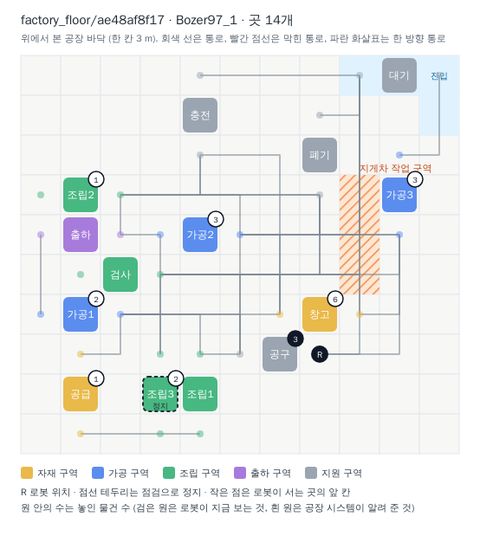 factory_floor/ae48af8f17 · Bozer97_1 · 곳 14개
위에서 본 공장 바닥 (한 칸 3 m). 회색 선은 통로, 빨간 점선은 막힌 통로, 파란 화살표는 한 방향 통로
대기
충전
폐기
지게차 작업 구역
조립2 1
가공3 3
출하
가공2 3
검사
가공1 2
창고 6
공구 3
R
공급 1
조립3 2
정지
조립1
자재 구역 가공 구역 조립 구역 출하 구역 지원 구역
R 로봇 위치 · 점선 테두리는 점검으로 정지 · 작은 점은 로봇이 서는 곳의 앞 칸
원 안의 수는 놓인 물건 건수 (검은 원은 로봇이 지금 보는 것, 흰 원은 공장 시스템이 알려 준 것)